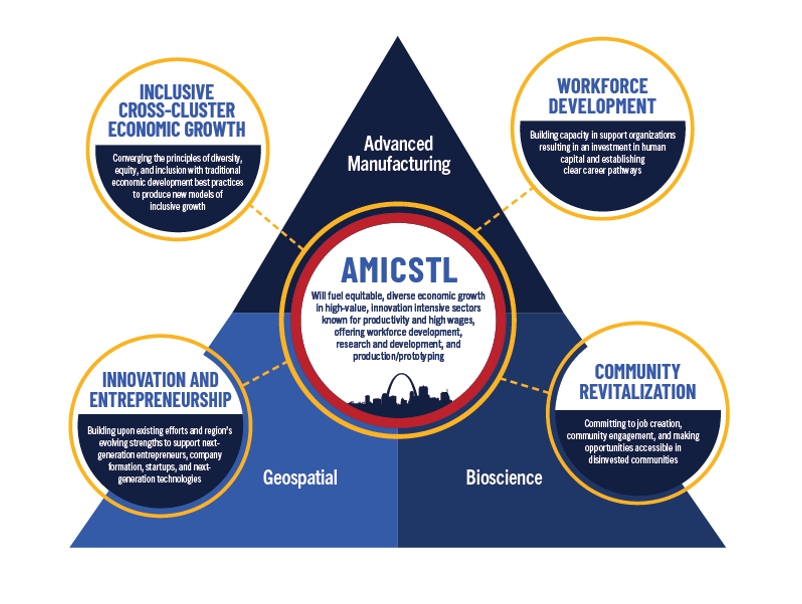 INCLUSIVE
CROSS-CLUSTER
ECONOMIC GROWTH
Converging the principles of diversity,
equity, and inclusion with traditional
economic development best practices
to produce new models of
inclusive growth
WORKFORCE
DEVELOPMENT
Building capacity in support organizations
resulting in an investment in human
capital and establishing
clear career pathways
Advanced
Manufacturing
AMICSTL
Will fuel equitable, diverse economic growth
in high-value, innovation intensive sectors
known for productivity and high wages,
offering workforce development,
research and development, and
production/prototyping
INNOVATION AND
ENTREPRENEURSHIP
Building upon existing efforts and region's
evolving strengths to support next-
generation entrepreneurs, company
formation, startups, and next-
generation technologies
COMMUNITY
REVITALIZATION
Committing to job creation,
community engagement, and making
opportunities accessible in
disinvested communities
Geospatial
Bioscience